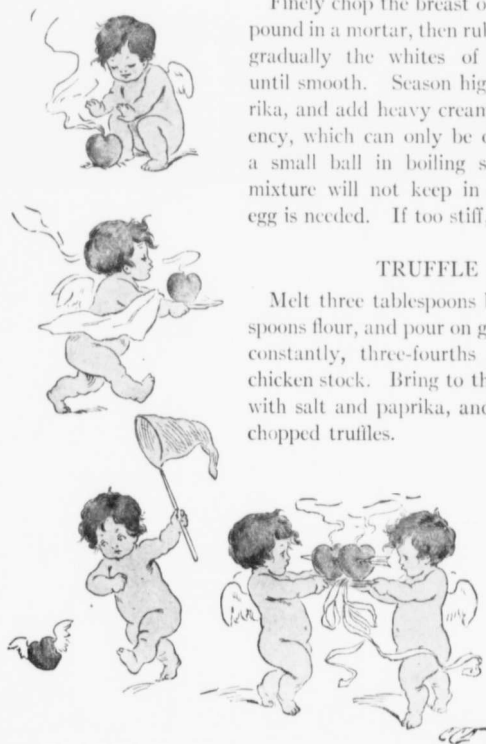 Finely chop the breast o
pound in a mortar, then rul
gradually the whites of
until smooth. Season hig
rika, and add heavy crean
ency, which can only be
a small ball in boiling s
mixture will not keep in
egg is needed. If too stiff,
TRUFFLE
Melt three tablespoons
spoons flour, and pour on g
constantly, three-fourths
chicken stock. Bring to th
with salt and paprika, and
chopped truffles.